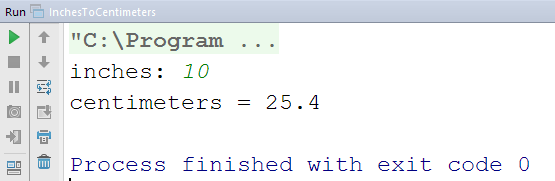 Run InchesToCentimeters
"C:\Program ...
inches: 10
centimeters = 25.4
Process finished with exit code 0